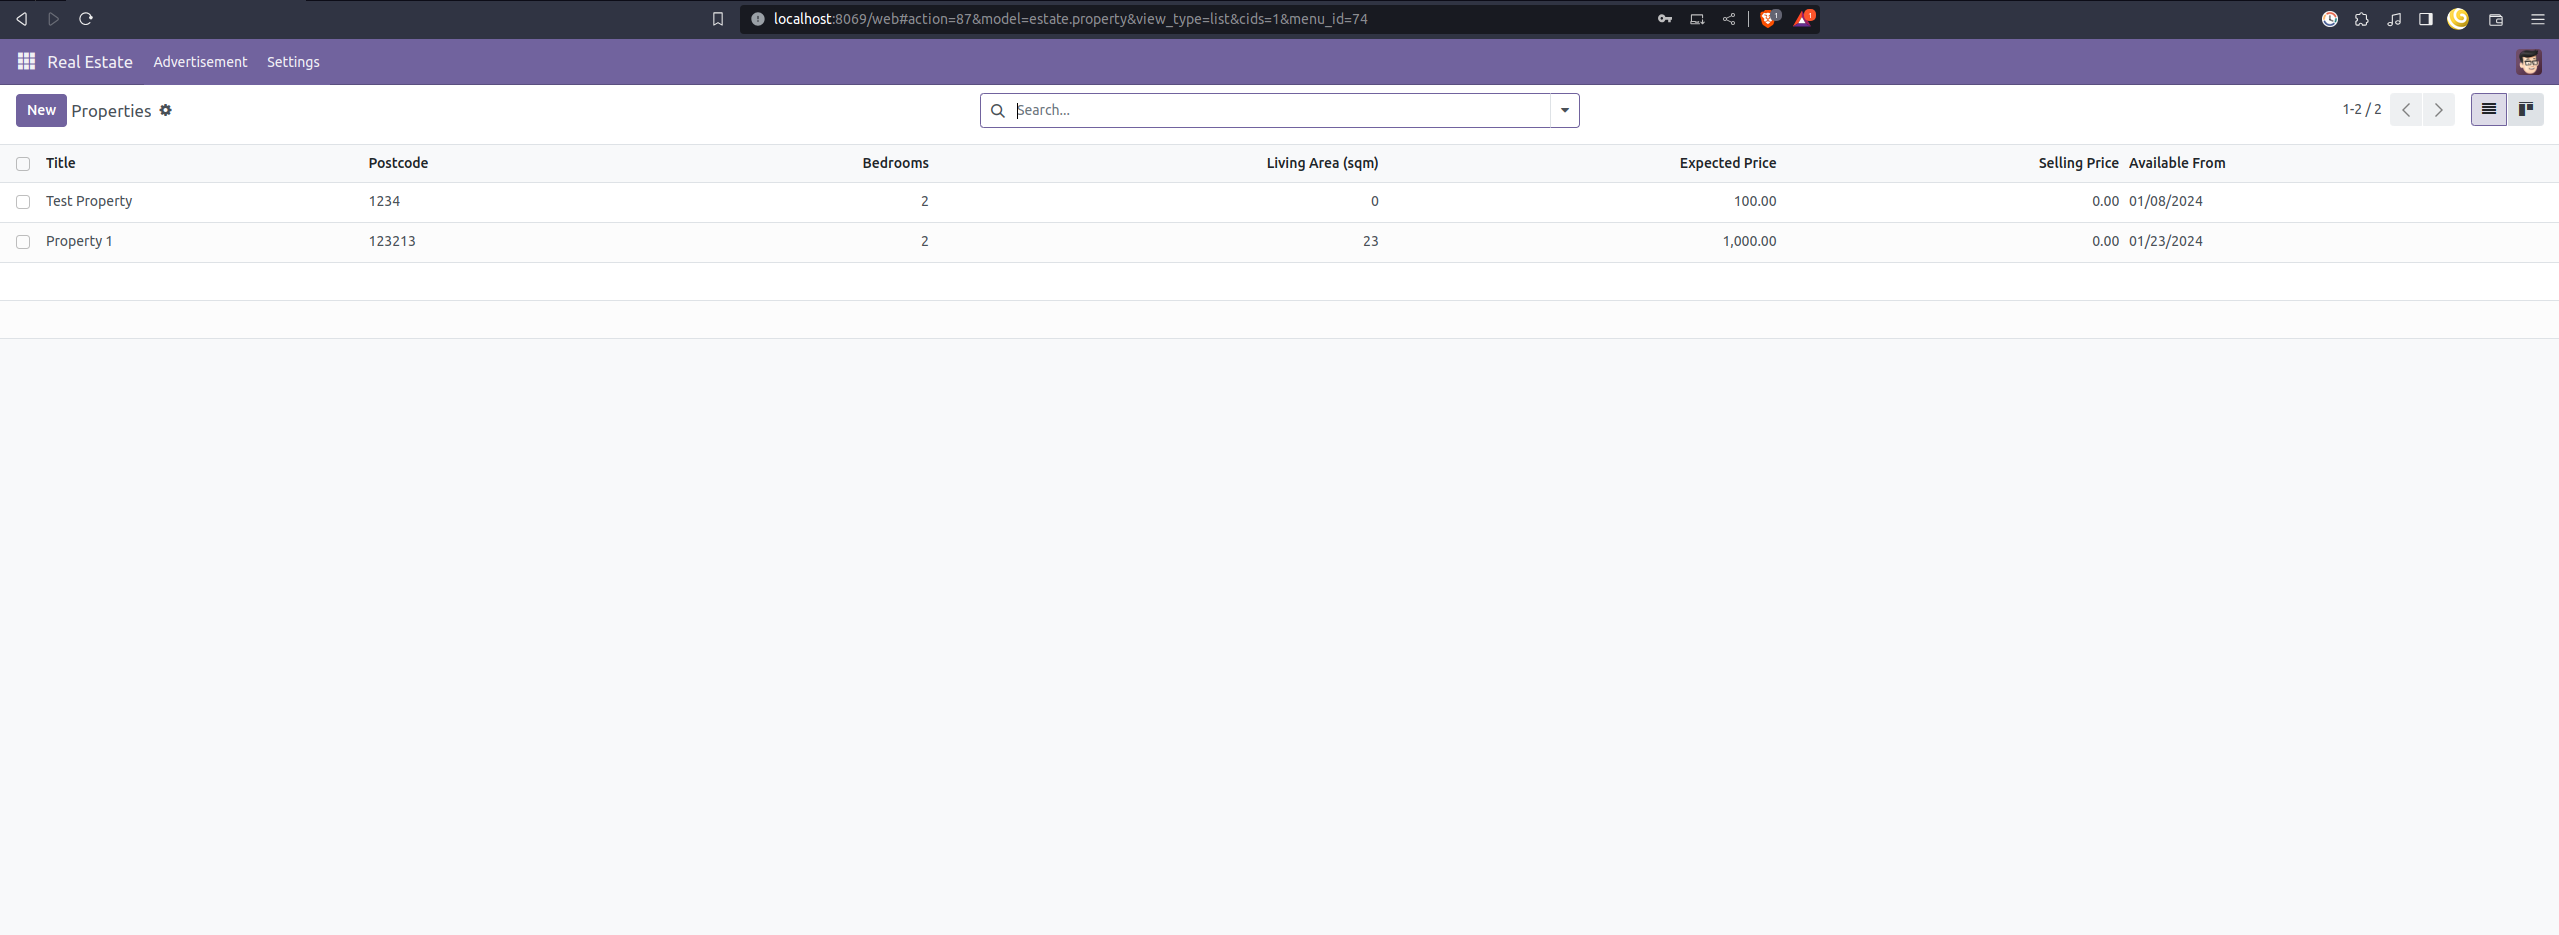 localhost:8069/web#action=87&model=estate.property&view_type=list&cids=1&menu_id=74
1
1
Real Estate Advertisement Settings
New Properties Search... 1-2 / 2
Title Postcode Bedrooms Living Area (sqm) Expected Price Selling Price Available From
Test Property 1234 2 0 100.00 0.00 01/08/2024
Property 1 123213 2 23 1,000.00 0.00 01/23/2024